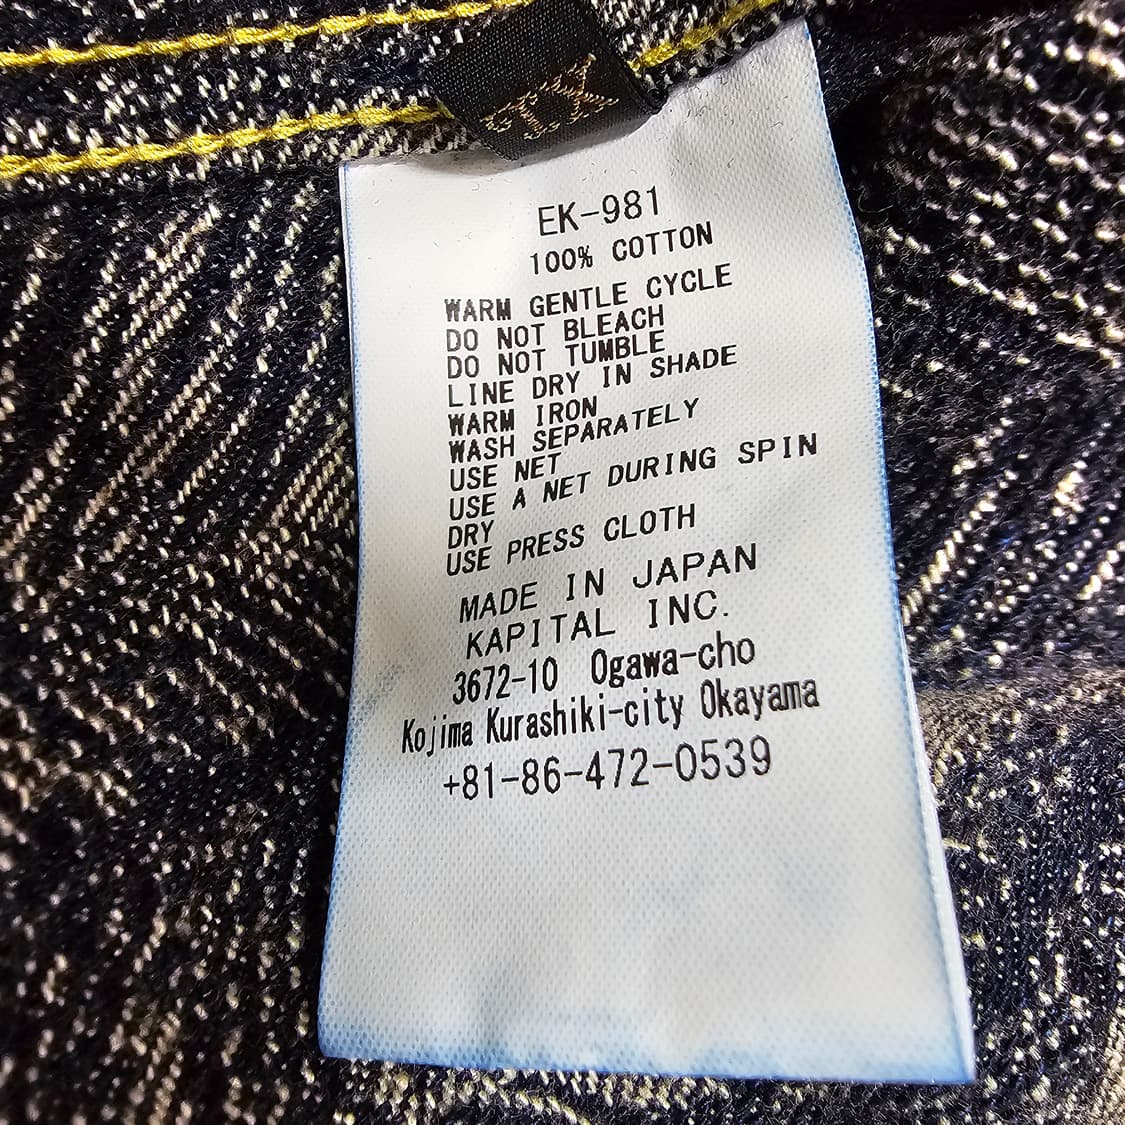 EK-981
100% COTTON
WARM GENTLE CYCLE
DO NOT BLEACH
DO NOT TUMBLE
LINE DRY IN SHADE
WARM IRON
WASH SEPARATELY
USE NET
USE A NET DURING SPIN
DRY
USE PRESS CLOTH
MADE IN JAPAN
KAPITAL INC.
3672-10 Ogawa-cho
Kojima Kurashiki-city Okayama
+81-86-472-0539